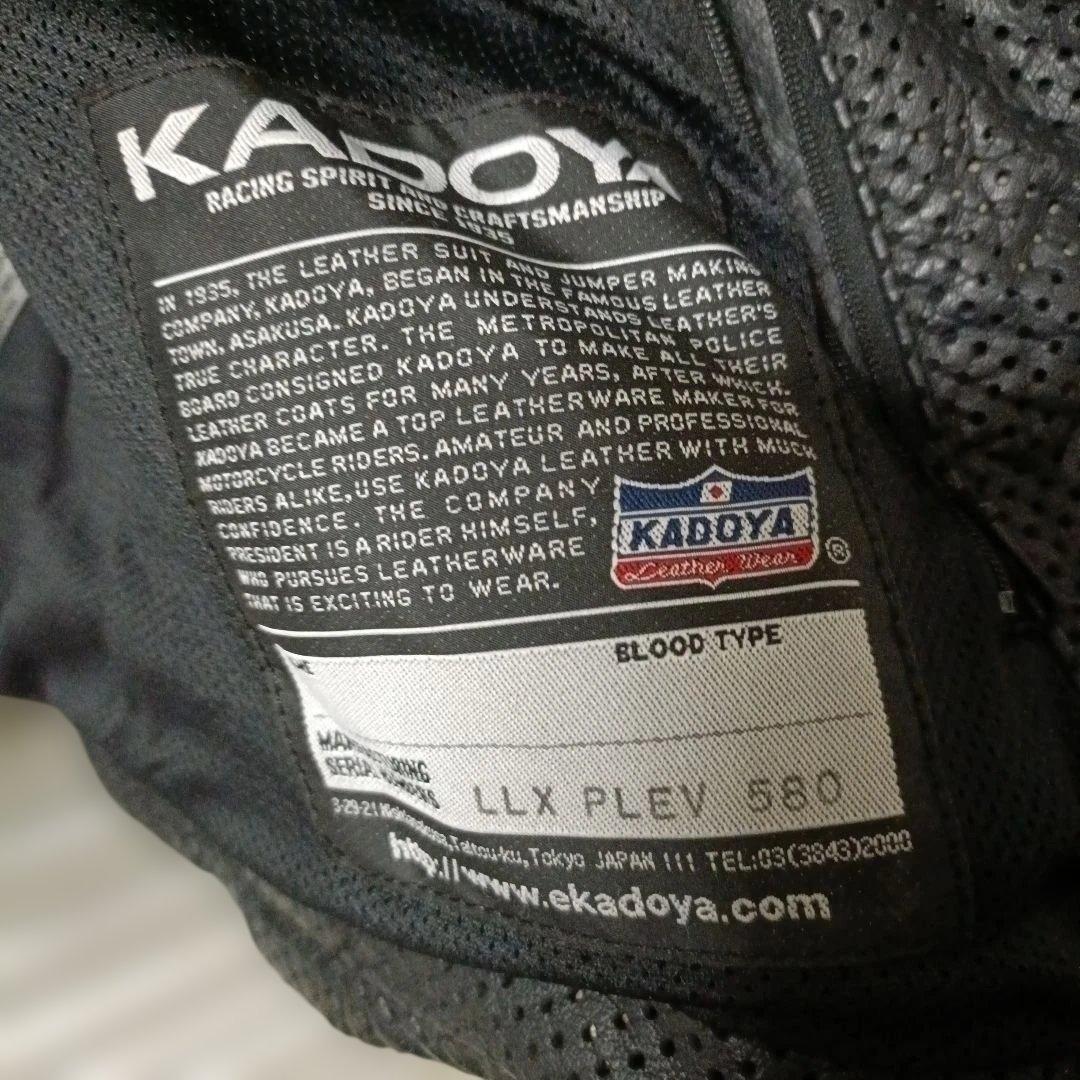 KADOYA
RACING SPIRIT AND CRAFTSMANSHIP
SINCE 1935
IN 1935, THE LEATHER SUIT AND JUMPER MAKING
COMPANY, KADOYA, BEGAN IN THE FAMOUS LEATHER
TOWN, ASAKUSA. KADOYA UNDERSTANDS LEATHER'S
TRUE CHARACTER. THE METROPOLITAN POLICE
BOARD CONSIGNED KADOYA TO MAKE ALL THEIR
LEATHER COATS FOR MANY YEARS, AFTER WHICH,
KADOYA BECAME A TOP LEATHERWARE MAKER FOR
MOTORCYCLE RIDERS. AMATEUR AND PROFESSIONAL
RIDERS ALIKE, USE KADOYA LEATHER WITH MUCH
CONFIDENCE. THE COMPANY
PRESIDENT IS A RIDER HIMSELF,
WHO PURSUES LEATHERWARE
THAT IS EXCITING TO WEAR.
KADOYA
Leather Wear ®
BLOOD TYPE
MANUFACTURING
SERIAL NUMBERS
LLX PLEV 580
TOKYO JAPAN 111 TEL:03(3843)2000
http://www.ekadoya.com